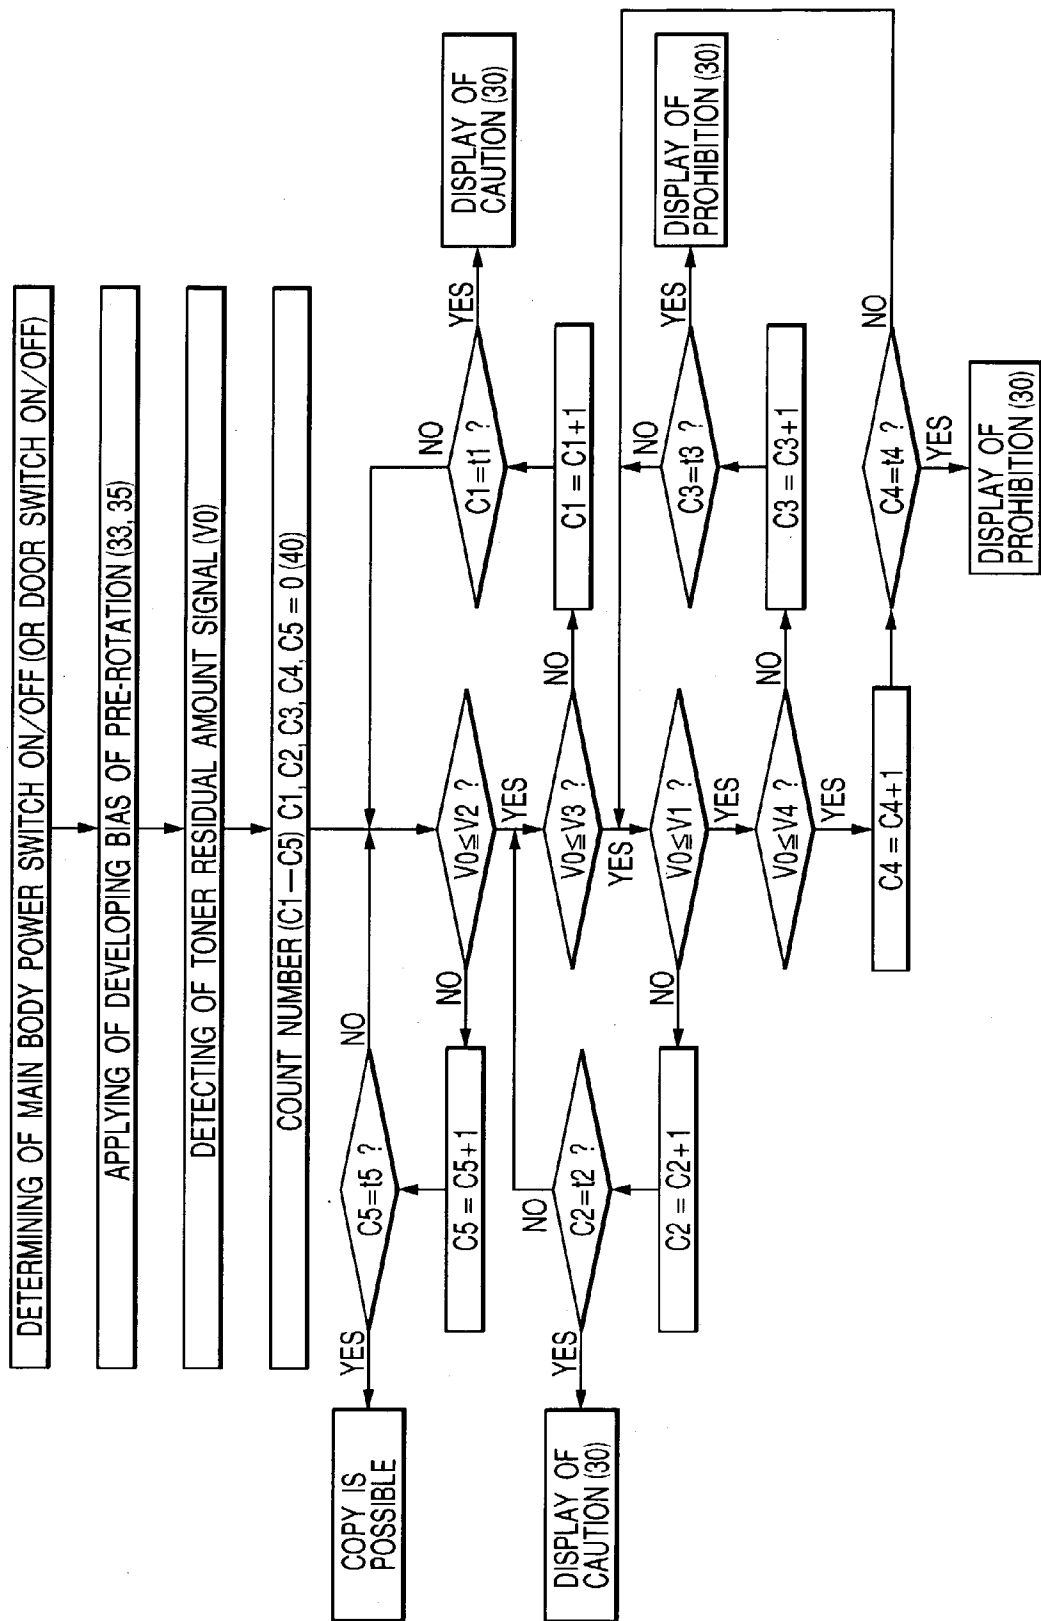 DETERMINING OF MAIN BODY POWER SWITCH ON/OFF (OR DOOR SWITCH ON/OFF)
APPLYING OF DEVELOPING BIAS OF PRE-ROTATION (33, 35)
DETECTING OF TONER RESIDUAL AMOUNT SIGNAL (V0)
COUNT NUMBER (C1—C5) C1, C2, C3, C4, C5 = 0 (40)
COPY IS
POSSIBLE
YES
C5=t5 ?
NO
C5 = C5+1
NO
V0≦V2 ?
YES
NO
C1=t1 ?
YES
DISPLAY OF
CAUTION (30)
C1 = C1+1
NO
V0≦V3 ?
YES
DISPLAY OF
CAUTION (30)
YES
C2=t2 ?
NO
C2 = C2+1
NO
V0≦V1 ?
YES
NO
C3=t3 ?
YES
DISPLAY OF
PROHIBITION (30)
C3 = C3+1
NO
V0≦V4 ?
YES
C4 = C4+1
C4=t4 ?
NO
YES
DISPLAY OF
PROHIBITION (30)